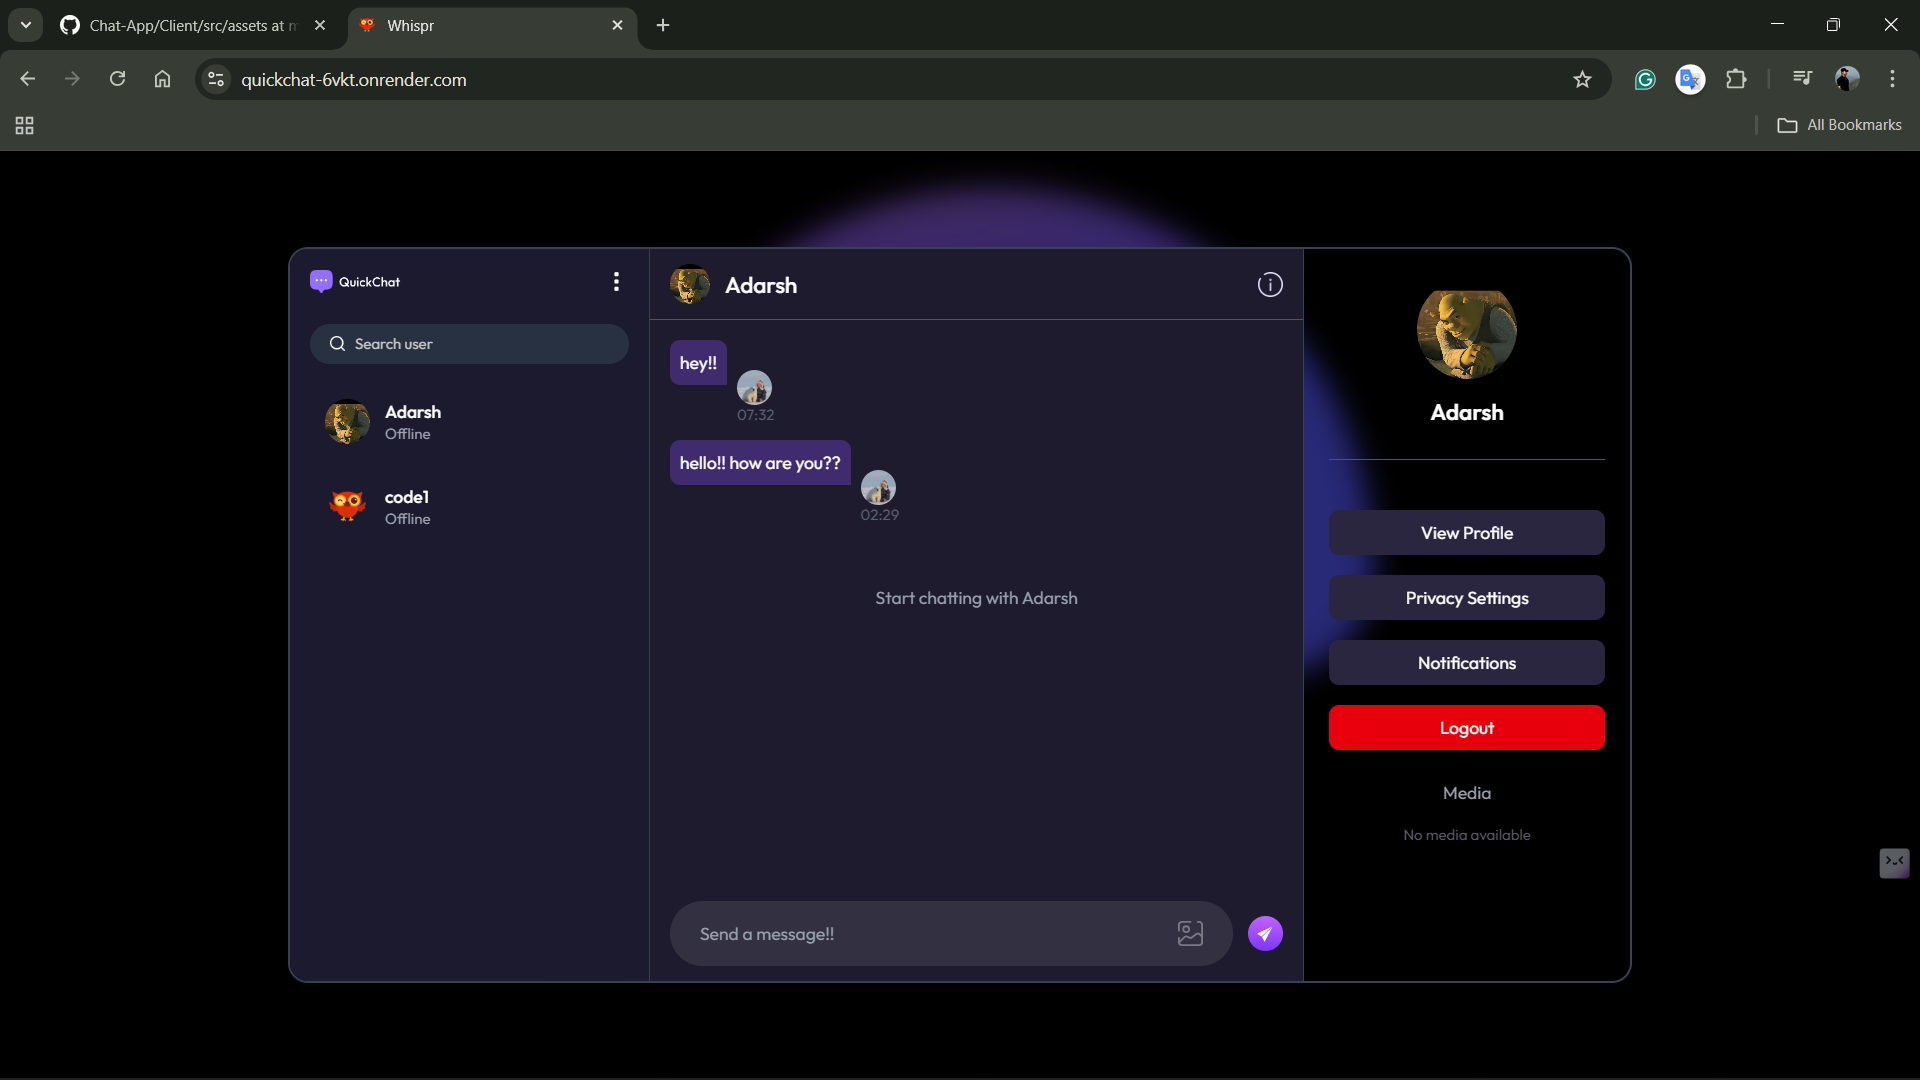 Chat-App/Client/src/assets at m
Whispr
quickchat-6vkt.onrender.com
All Bookmarks
QuickChat
Search user
Adarsh
Offline
code1
Offline
Adarsh
hey!!
07:32
hello!! how are you??
02:29
Start chatting with Adarsh
Send a message!!
Adarsh
View Profile
Privacy Settings
Notifications
Logout
Media
No media available